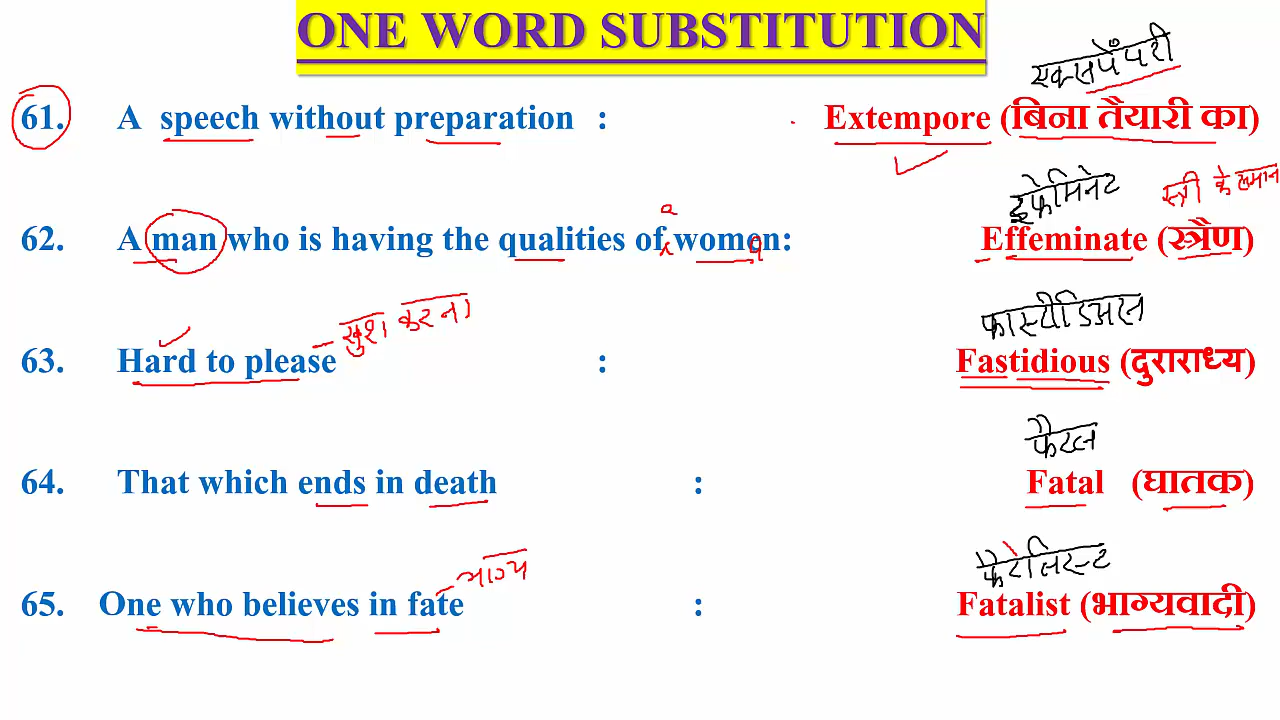 ONE WORD SUBSTITUTION
एक्सपेंपरी
61. A speech without preparation : Extempore (बिना तैयारी का)
इफेमिनेट स्त्री के समान
a
62. A man who is having the qualities of women: Effeminate (स्त्रैण)
फास्टीडिअस
खुश करना
63. Hard to please : Fastidious (दुराराध्य)
फैटल
64. That which ends in death : Fatal (घातक)
फैटेलिस्ट
भाग्य
65. One who believes in fate : Fatalist (भाग्यवादी)